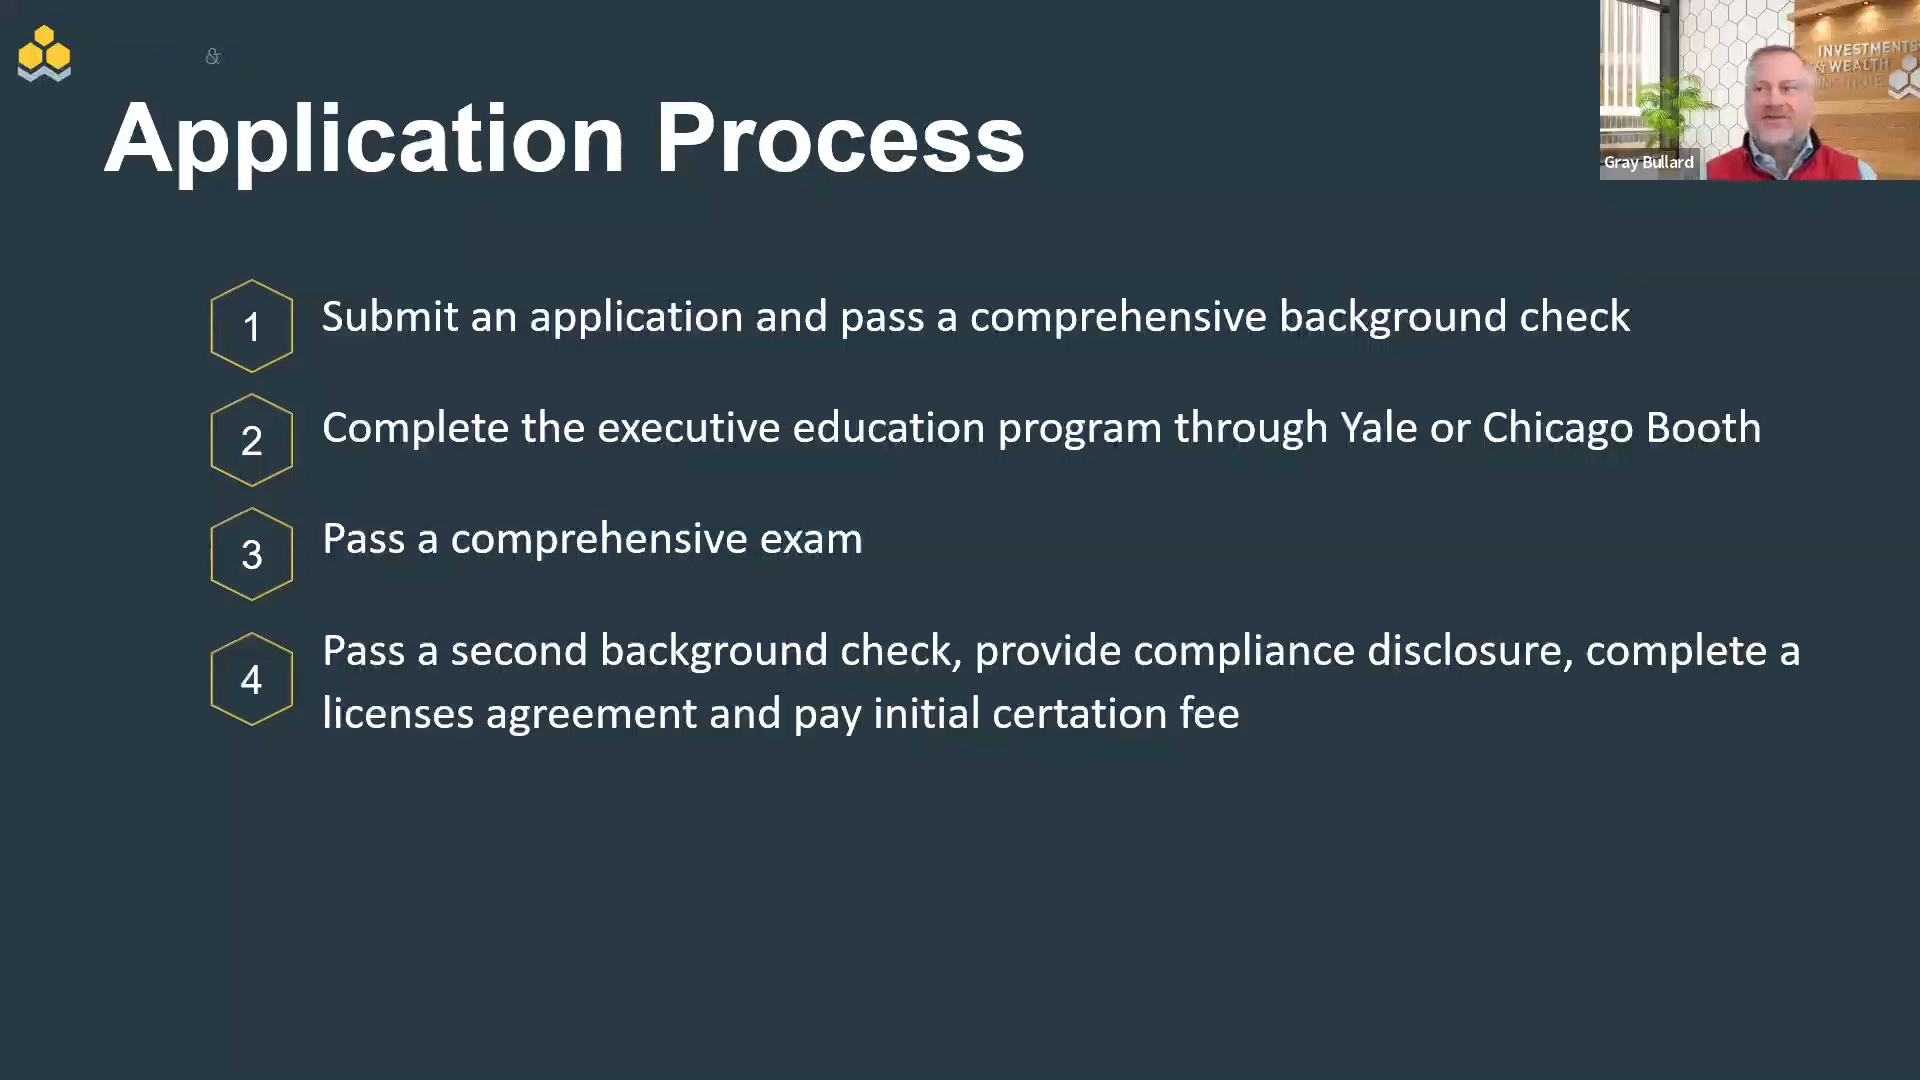 &
Application Process
INVESTMENTS
& WEALTH
INSTITUTE
Gray Bullard
1
Submit an application and pass a comprehensive background check
2
Complete the executive education program through Yale or Chicago Booth
3
Pass a comprehensive exam
4
Pass a second background check, provide compliance disclosure, complete a
licenses agreement and pay initial certation fee